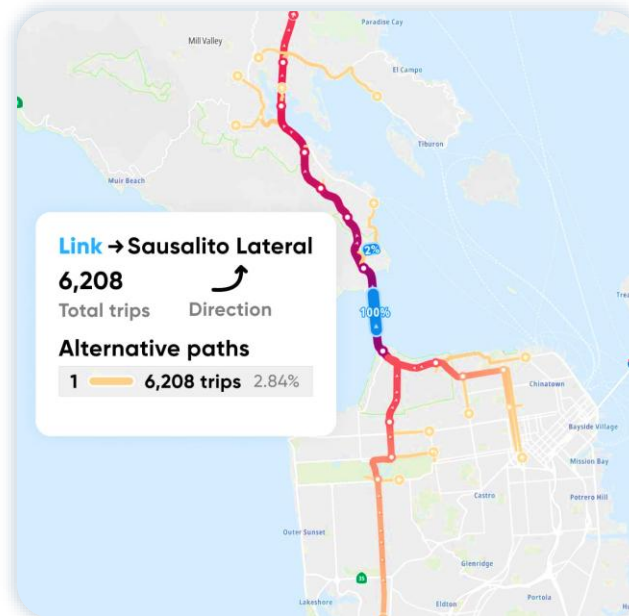 Paradise Cay
Mill Valley
El Campo
Tiburon
Muir Beach
2%
Link → Sausalito Lateral
6,208
Total trips
Direction
100%
Alternative paths
1 6,208 trips 2.84%
Chinatown
Bayside Village
Mission Bay
Potrero Hill
Castro
Outer Sunset
Glenridge
35
Portola
Lakeshore
Eldton